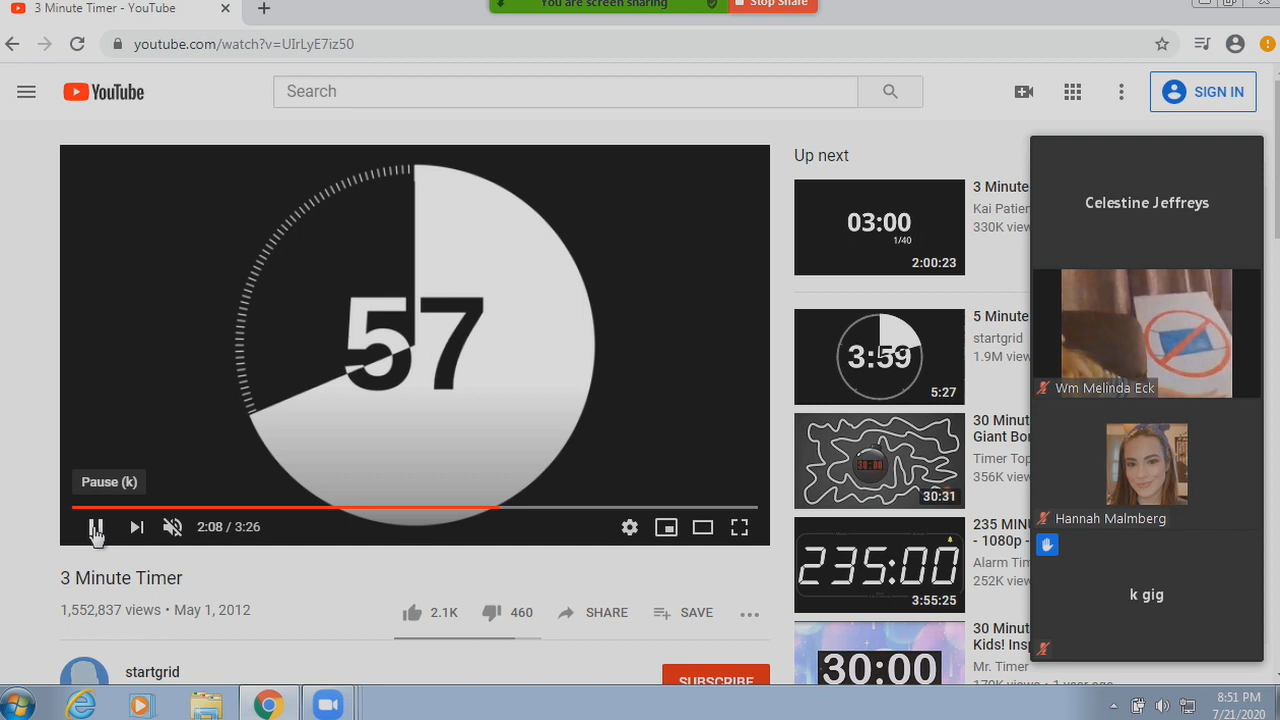 3 Minute Timer - YouTube
You are screen sharing
Stop Share
youtube.com/watch?v=UIrLyE7iz50
YouTube
Search
SIGN IN
57
Pause (k)
2:08 / 3:26
3 Minute Timer
1,552,837 views • May 1, 2012
2.1K
460
SHARE
SAVE
startgrid
SUBSCRIBE
Up next
03:00
1/40
2:00:23
3 Minute
Kai Patien
330K view
3:59
5:27
5 Minute
startgrid
1.9M view
30:00
30:31
30 Minut
Giant Bor
Timer Top
356K view
235:00
3:55:25
235 MINU
- 1080p -
Alarm Tim
252K view
30:00
30 Minut
Kids! Insp
Mr. Timer
Celestine Jeffreys
Wm Melinda Eck
Hannah Malmberg
k gig
8:51 PM
7/21/2020